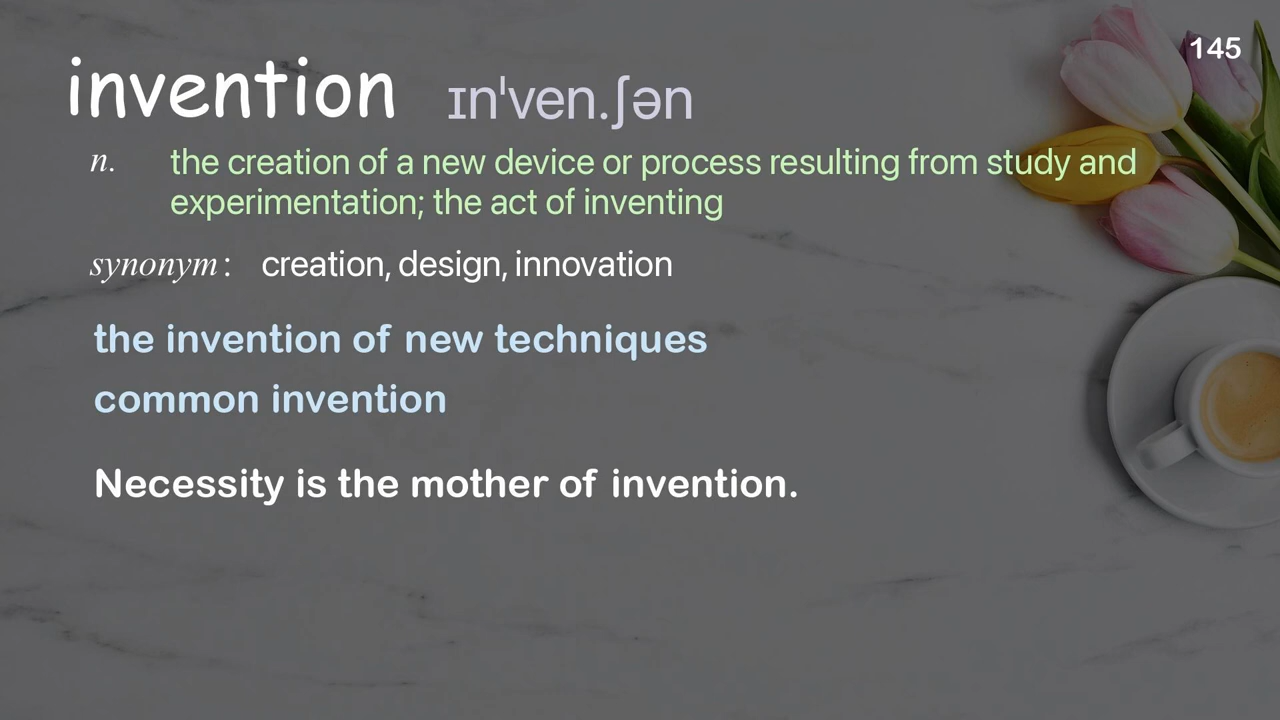 145
invention ɪnˈven.ʃən
n. the creation of a new device or process resulting from study and
experimentation; the act of inventing
synonym: creation, design, innovation
the invention of new techniques
common invention
Necessity is the mother of invention.